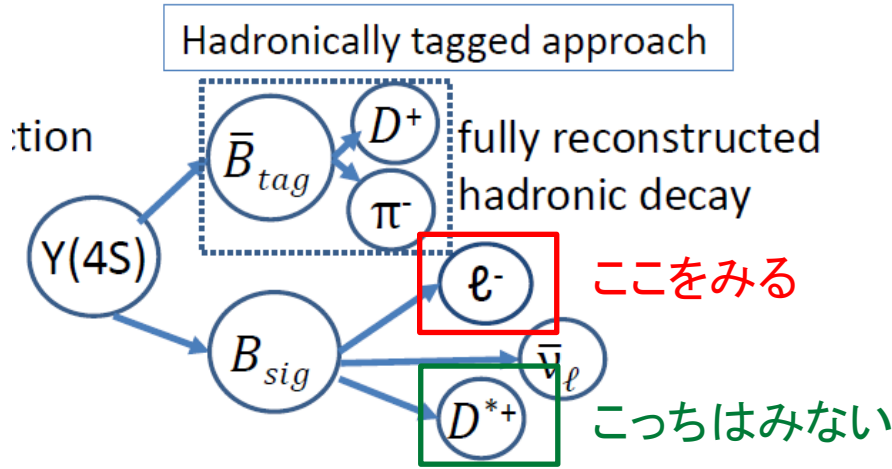 Hadronically tagged approach
ction
B̄tag
D⁺
π⁻
fully reconstructed
hadronic decay
Υ(4S)
ℓ⁻
ここをみる
Bsig
ν̄ℓ
D*⁺
こっちはみない